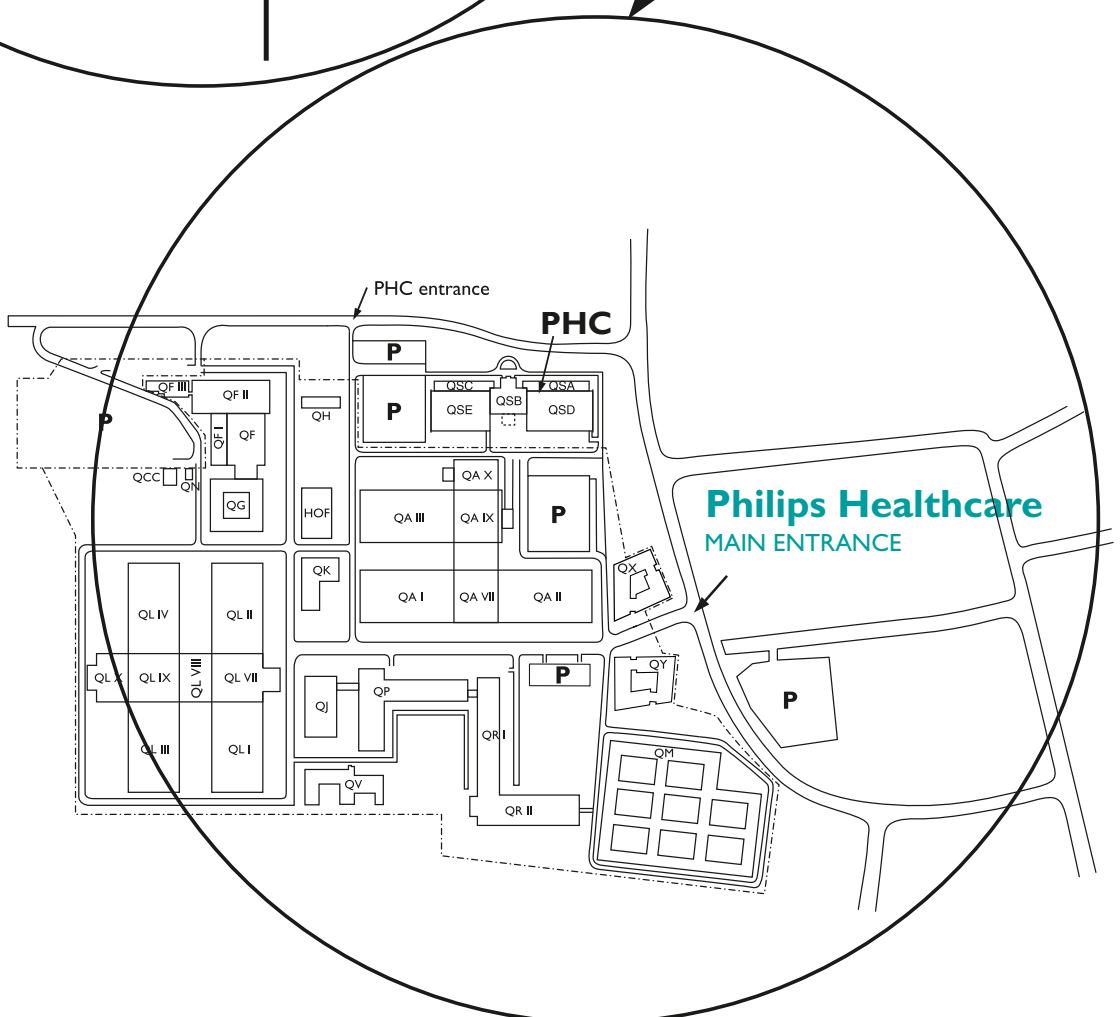 PHC entrance
PHC
P
QF III
QF II
QSC
QSA
QSB
QSE
QSD
P
QH
P
QF I
QF
QCC
QN
QA X
QG
HOF
QA III
QA IX
P
Philips Healthcare
MAIN ENTRANCE
QK
QX
QA I
QA VII
QA II
QL IV
QL II
QL X
QL IX
QL VIII
QL VII
QP
P
QY
QJ
P
QR I
QL III
QL I
QM
QV
QR II